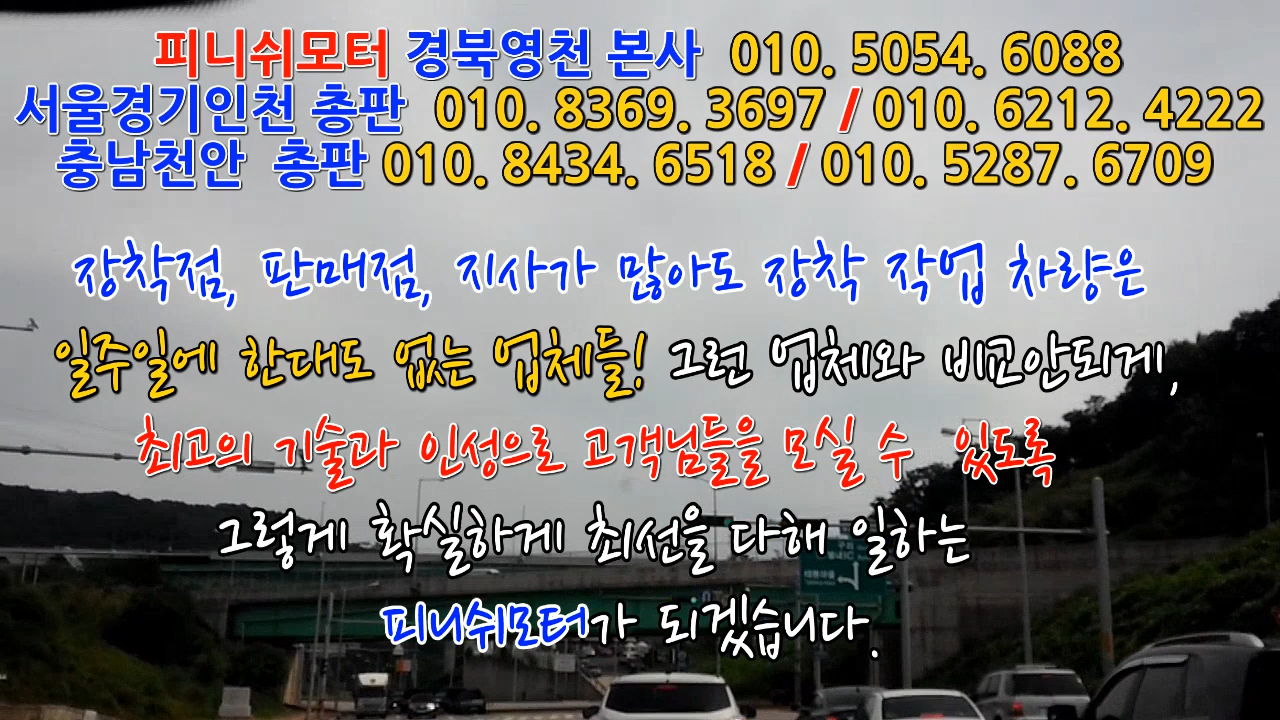 피니쉬모터 경북영천 본사 010. 5054. 6088
서울경기인천 총판 010. 8369. 3697 / 010. 6212. 4222
충남천안 총판 010. 8434. 6518 / 010. 5287. 6709
장착점, 판매점, 지사가 많아도 장착 작업 차량은
일주일에 한대도 없는 업체들! 그런 업체와 비교안되게,
최고의 기술과 인성으로 고객님들을 모실 수 있도록
그렇게 확실하게 최선을 다해 일하는
피니쉬모터가 되겠습니다.